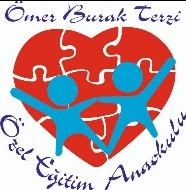 Ömer Burak Terzi
Özel Eğitim Anaokulu